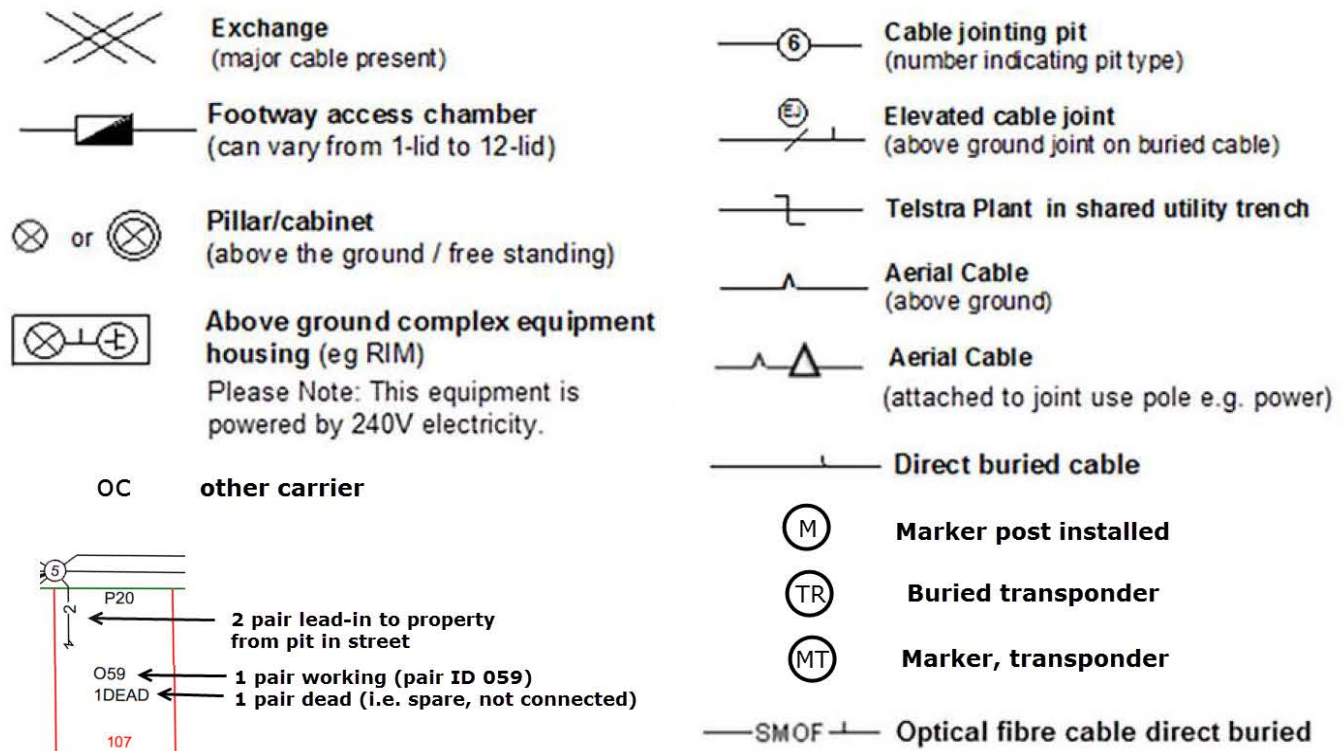 Exchange
(major cable present)
Footway access chamber
(can vary from 1-lid to 12-lid)
or
Pillar/cabinet
(above the ground / free standing)
Above ground complex equipment
housing (eg RIM)
Please Note: This equipment is
powered by 240V electricity.
OC other carrier
5
P20
2
2 pair lead-in to property
from pit in street
O59
1 pair working (pair ID 059)
1DEAD
1 pair dead (i.e. spare, not connected)
107
6
Cable jointing pit
(number indicating pit type)
EJ
Elevated cable joint
(above ground joint on buried cable)
Telstra Plant in shared utility trench
Aerial Cable
(above ground)
Aerial Cable
(attached to joint use pole e.g. power)
Direct buried cable
M Marker post installed
TR Buried transponder
MT Marker, transponder
SMOF Optical fibre cable direct buried